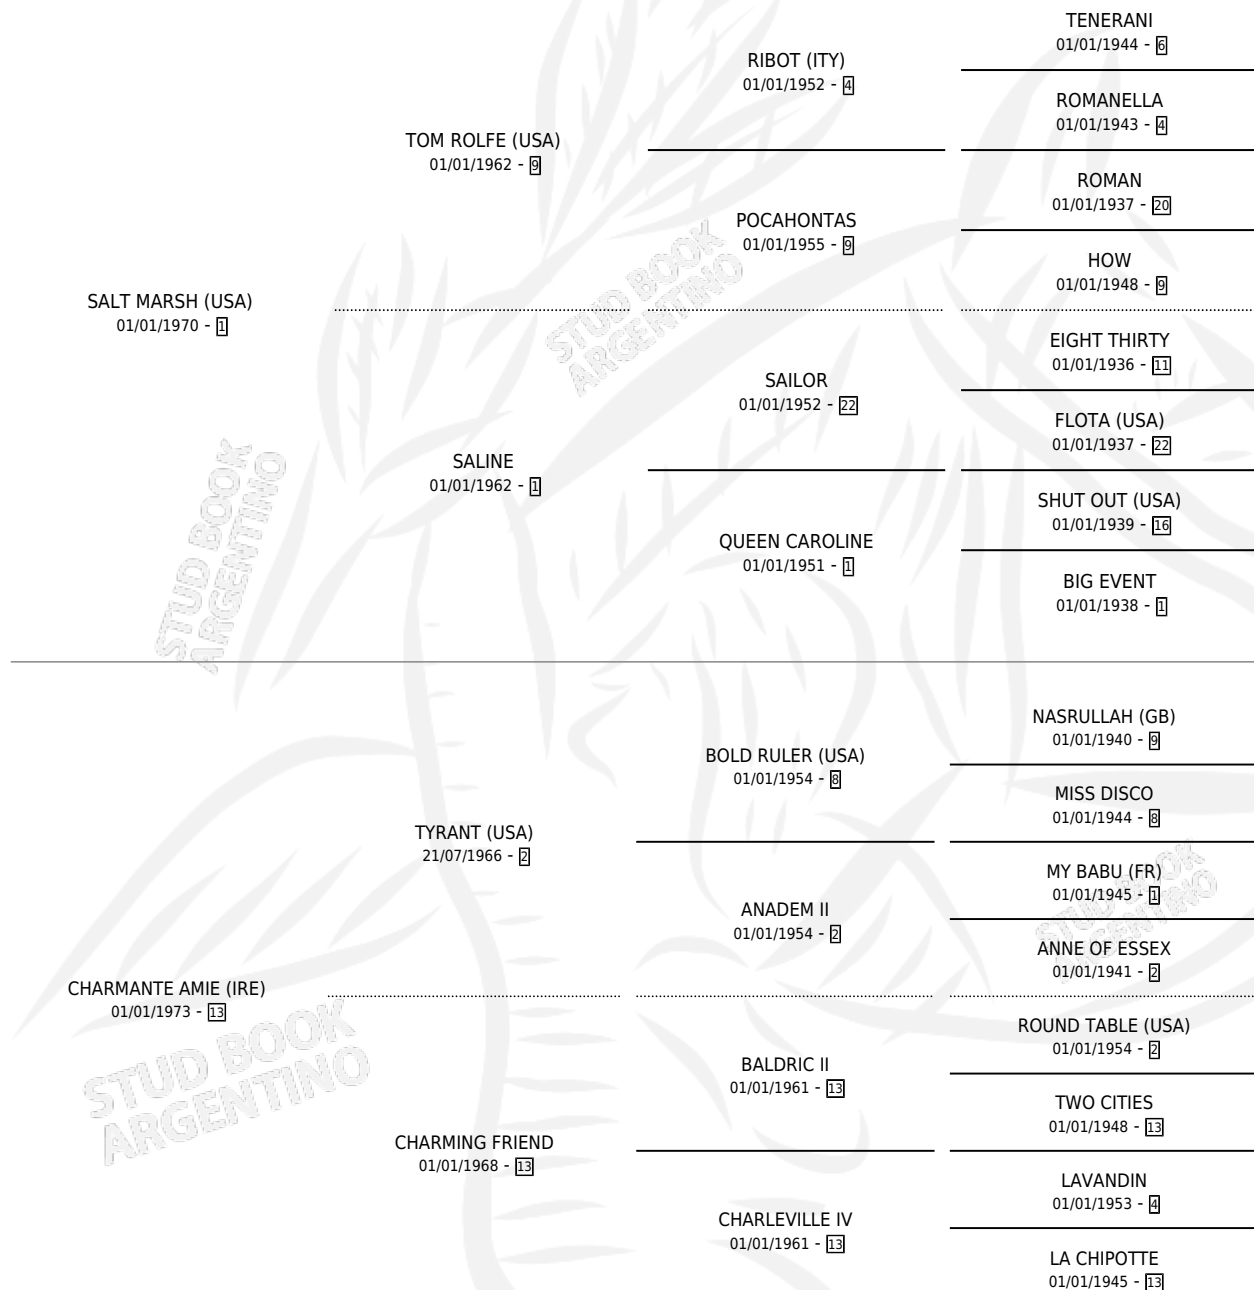 TENERANI
01/01/1944 - 6
RIBOT (ITY)
01/01/1952 - 4
ROMANELLA
01/01/1943 - 4
TOM ROLFE (USA)
01/01/1962 - 9
ROMAN
01/01/1937 - 20
POCAHONTAS
01/01/1955 - 9
HOW
01/01/1948 - 9
SALT MARSH (USA)
01/01/1970 - 1
EIGHT THIRTY
01/01/1936 - 11
SAILOR
01/01/1952 - 22
FLOTA (USA)
01/01/1937 - 22
SALINE
01/01/1962 - 1
SHUT OUT (USA)
01/01/1939 - 16
QUEEN CAROLINE
01/01/1951 - 1
BIG EVENT
01/01/1938 - 1
STUD BOOK
ARGENTINO
STUD BOOK
ARGENTINO
NASRULLAH (GB)
01/01/1940 - 9
BOLD RULER (USA)
01/01/1954 - 8
MISS DISCO
01/01/1944 - 8
TYRANT (USA)
21/07/1966 - 2
MY BABU (FR)
01/01/1945 - 1
ANADEM II
01/01/1954 - 2
ANNE OF ESSEX
01/01/1941 - 2
CHARMANTE AMIE (IRE)
01/01/1973 - 13
ROUND TABLE (USA)
01/01/1954 - 2
BALDRIC II
01/01/1961 - 13
TWO CITIES
01/01/1948 - 13
CHARMING FRIEND
01/01/1968 - 13
LAVANDIN
01/01/1953 - 4
CHARLEVILLE IV
01/01/1961 - 13
LA CHIPOTTE
01/01/1945 - 13
STUD BOOK
ARGENTINO
STUD BOOK
ARGENTINO